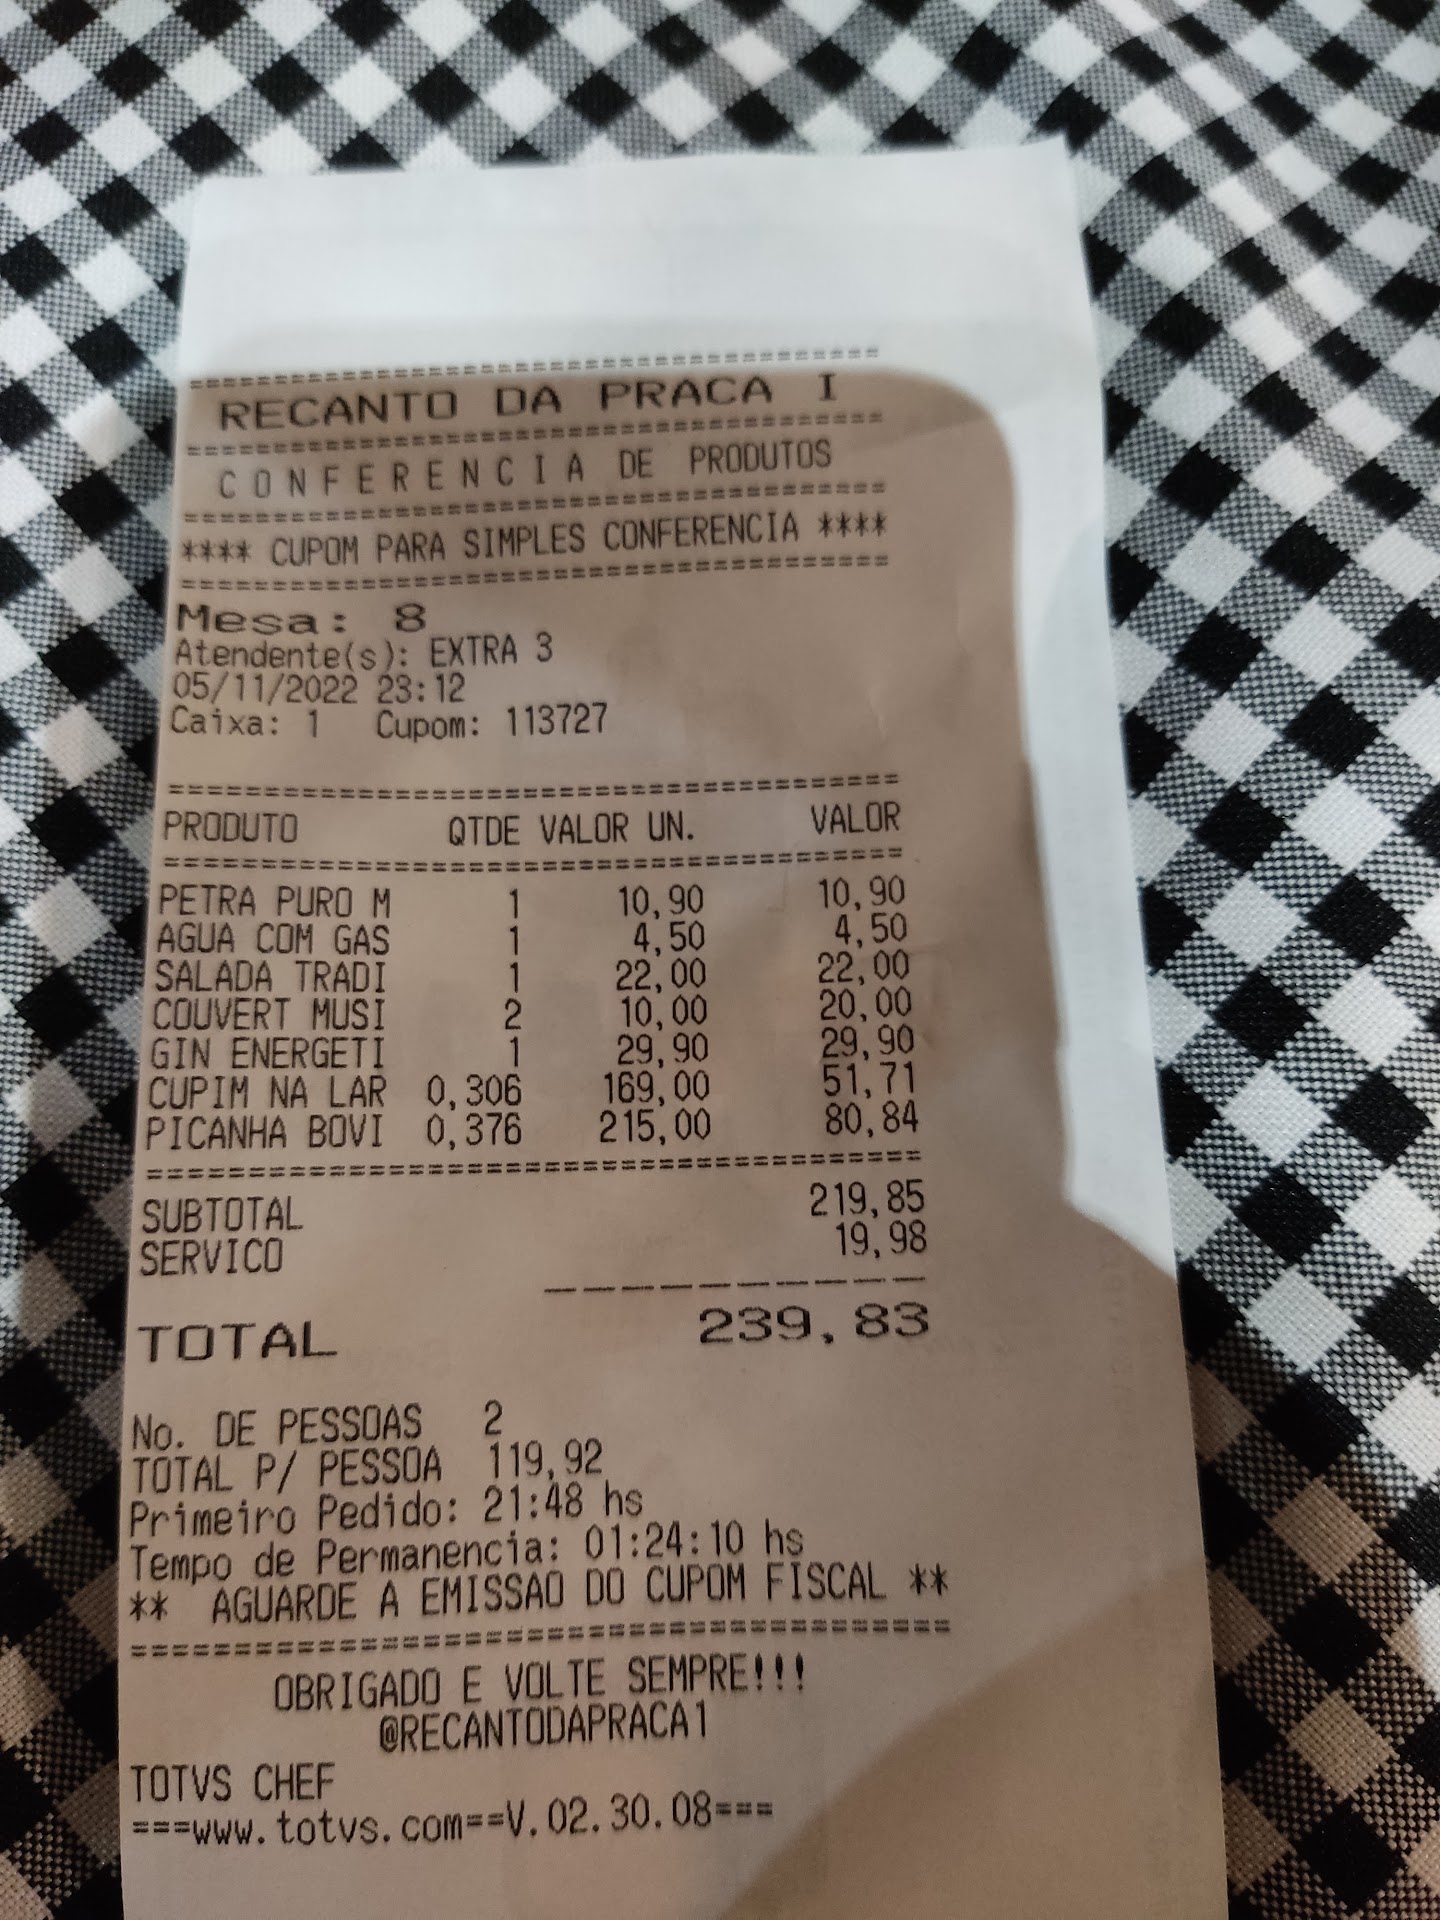 =======================================
RECANTO DA PRACA I
=======================================
C O N F E R E N C I A DE PRODUTOS
=======================================
**** CUPOM PARA SIMPLES CONFERENCIA ****
=======================================
Mesa: 8
Atendente(s): EXTRA 3
05/11/2022 23:12
Caixa: 1 Cupom: 113727
=======================================
PRODUTO QTDE VALOR UN. VALOR
=======================================
PETRA PURO M 1 10,90 10,90
AGUA COM GAS 1 4,50 4,50
SALADA TRADI 1 22,00 22,00
COUVERT MUSI 2 10,00 20,00
GIN ENERGETI 1 29,90 29,90
CUPIM NA LAR 0,306 169,00 51,71
PICANHA BOVI 0,376 215,00 80,84
=======================================
SUBTOTAL 219,85
SERVICO 19,98
__________
TOTAL 239,83
No. DE PESSOAS 2
TOTAL P/ PESSOA 119,92
Primeiro Pedido: 21:48 hs
Tempo de Permanencia: 01:24:10 hs
** AGUARDE A EMISSAO DO CUPOM FISCAL **
=======================================
OBRIGADO E VOLTE SEMPRE!!!
@RECANTODAPRACA1
TOTVS CHEF
===www.totvs.com==V.02.30.08===